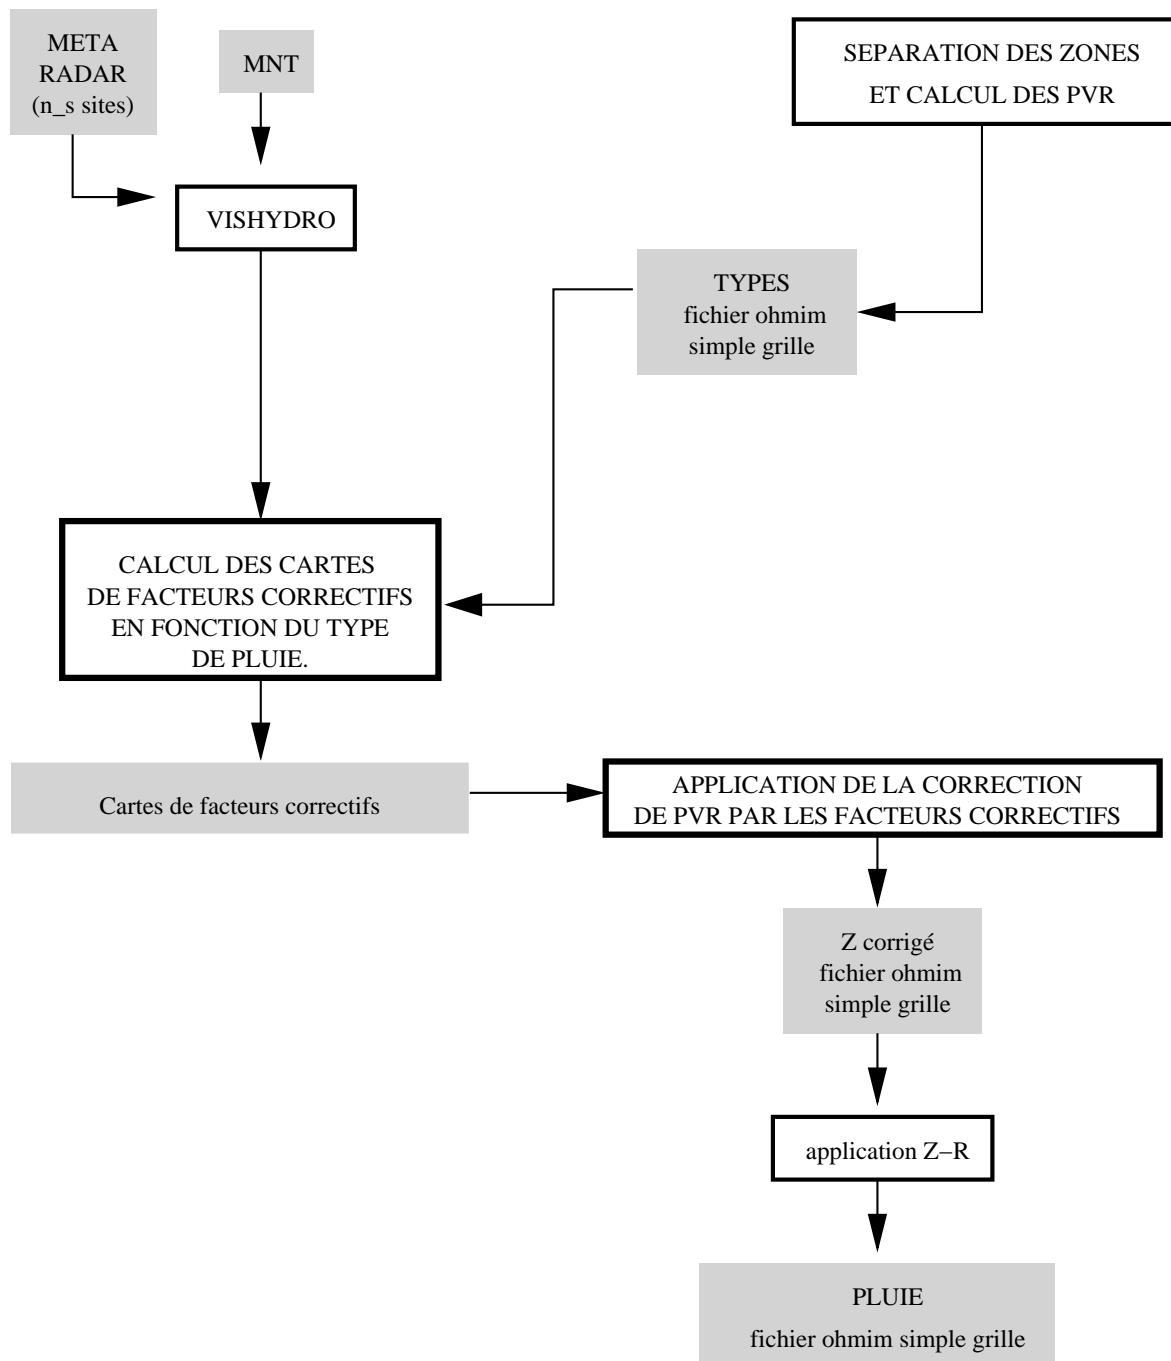 META
RADAR
(n_s sites)
MNT
SEPARATION DES ZONES
ET CALCUL DES PVR
VISHYDRO
TYPES
fichier ohmim
simple grille
CALCUL DES CARTES
DE FACTEURS CORRECTIFS
EN FONCTION DU TYPE
DE PLUIE.
Cartes de facteurs correctifs
APPLICATION DE LA CORRECTION
DE PVR PAR LES FACTEURS CORRECTIFS
Z corrigé
fichier ohmim
simple grille
application Z−R
PLUIE
fichier ohmim simple grille